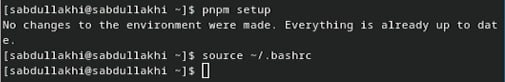 [sabdullakhi@sabdullakhi ~]$ pnpm setup
No changes to the environment were made. Everything is already up to dat
e.
[sabdullakhi@sabdullakhi ~]$ source ~/.bashrc
[sabdullakhi@sabdullakhi ~]$